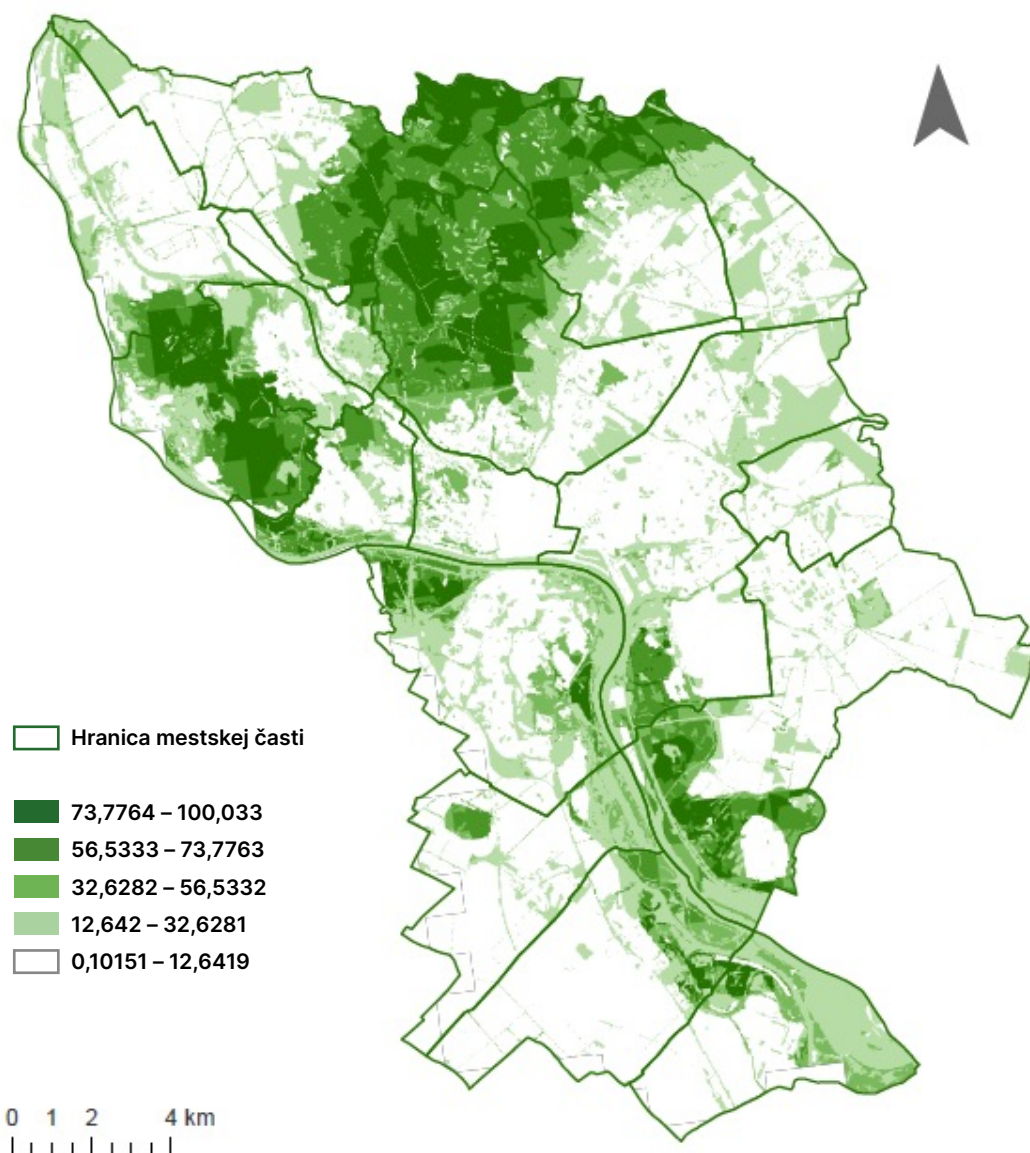 Hranica mestskej časti
73,7764 – 100,033
56,5333 – 73,7763
32,6282 – 56,5332
12,642 – 32,6281
0,10151 – 12,6419
0 1 2 4 km